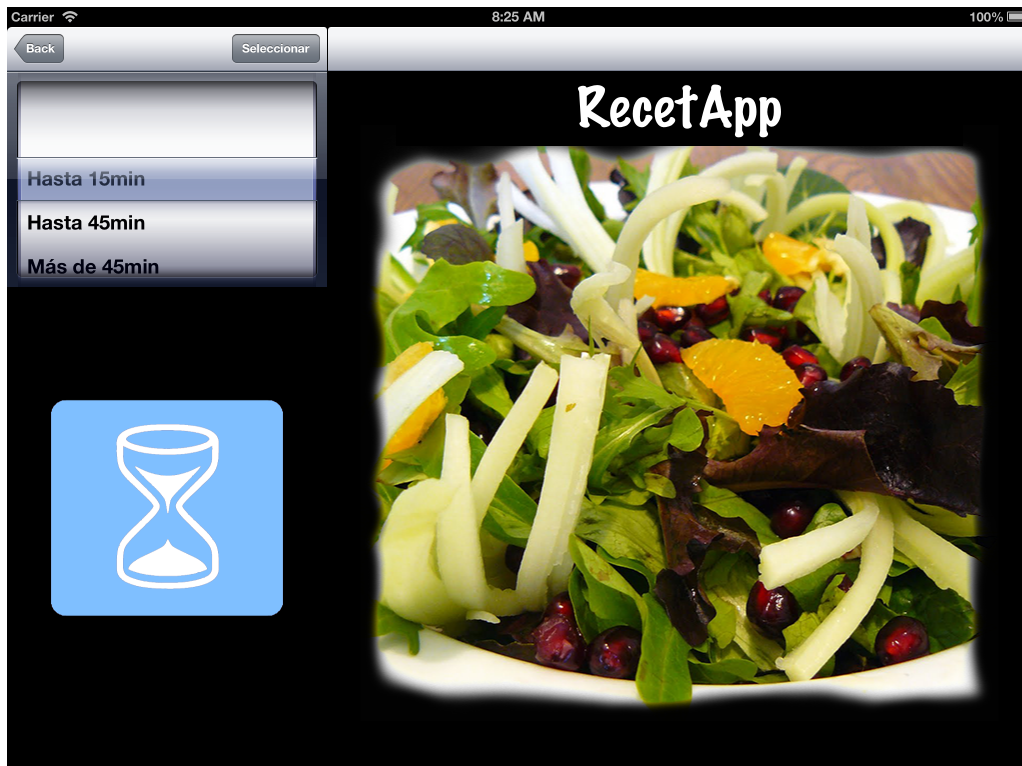 Carrier 8:25 AM 100%
Back Seleccionar
RecetApp
Hasta 15min
Hasta 45min
Más de 45min